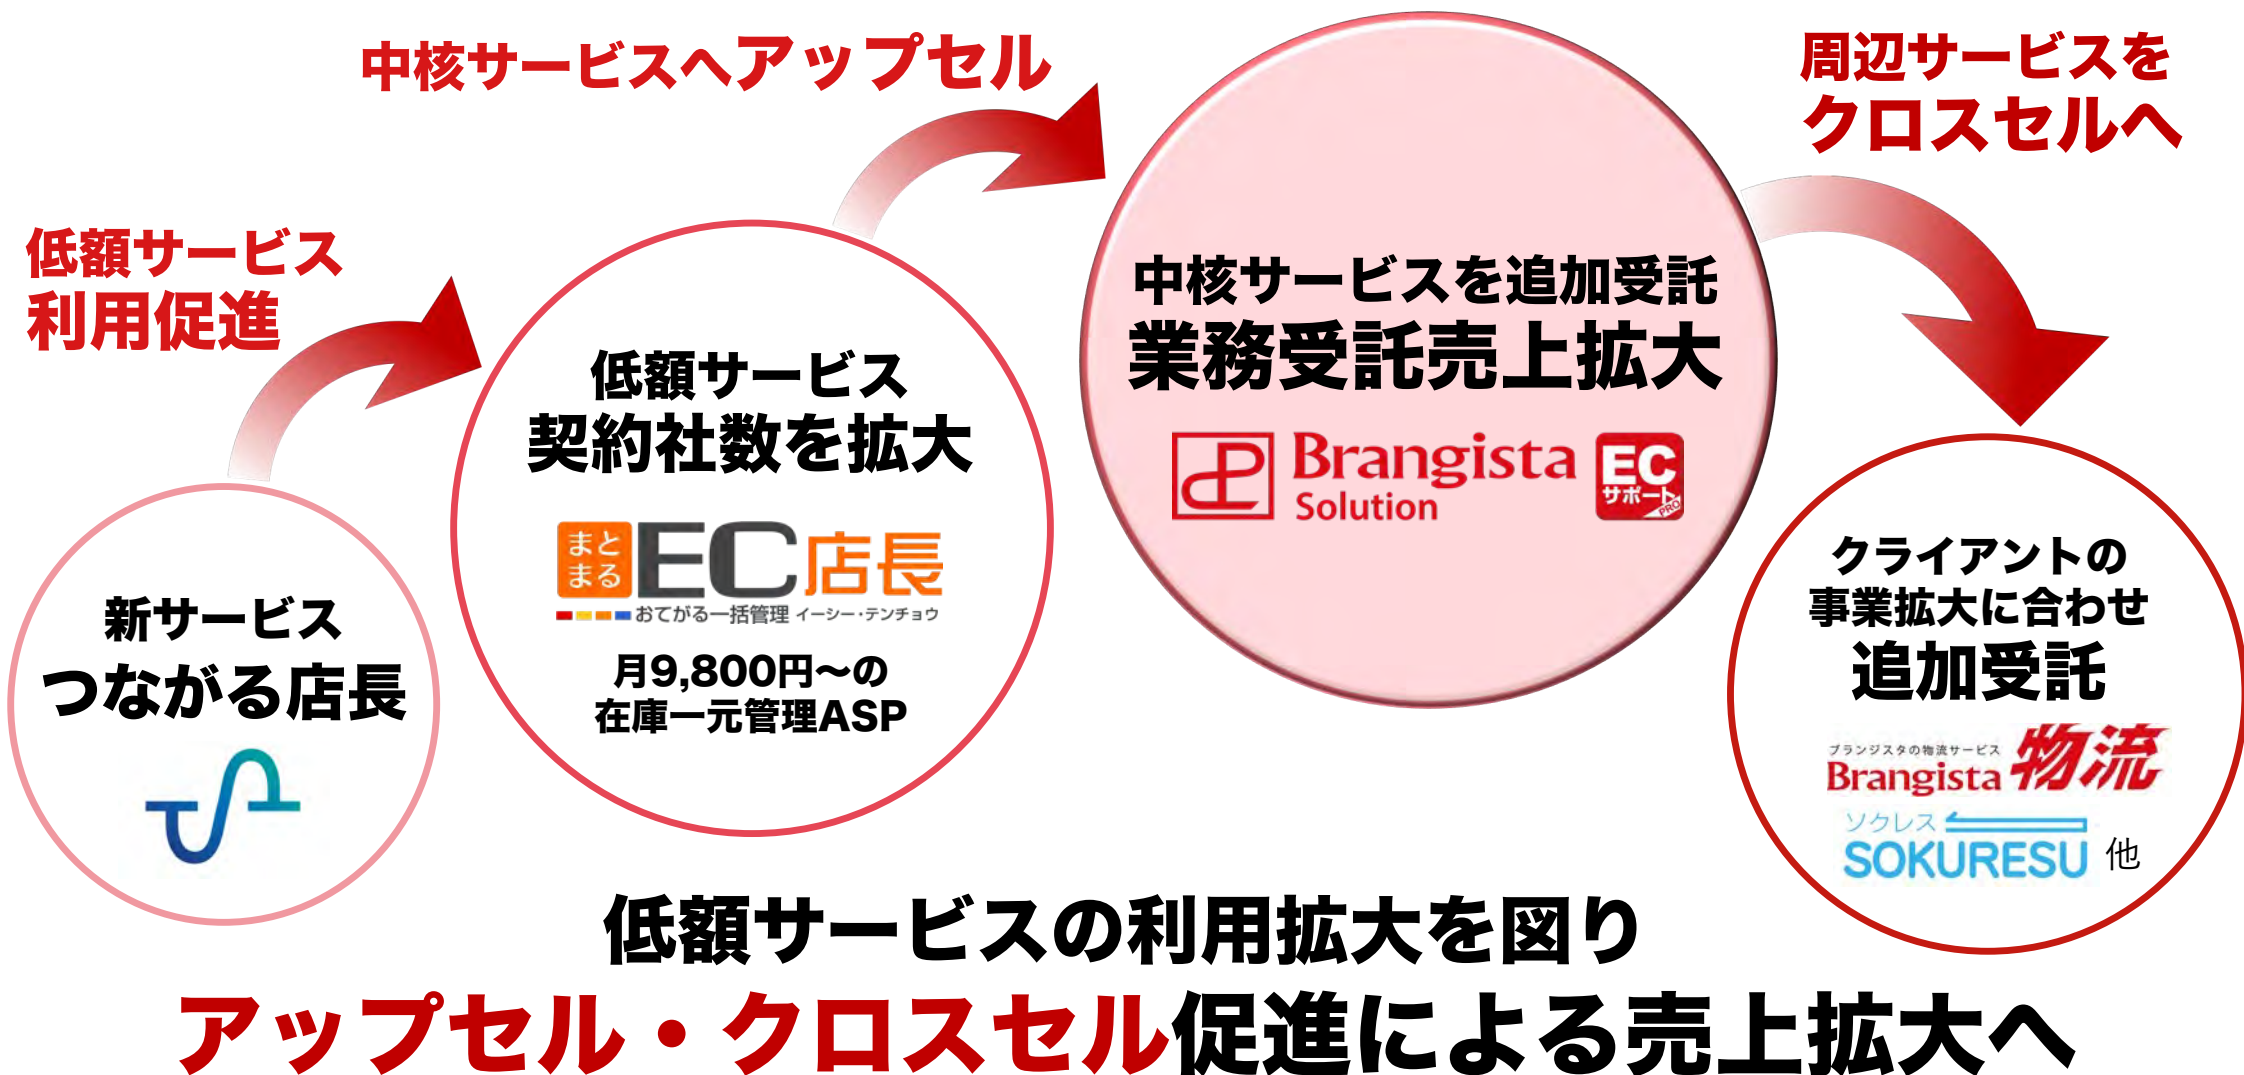 中核サービスへアップセル
周辺サービスを
クロスセルへ
低額サービス
利用促進
新サービス
つながる店長
低額サービス
契約社数を拡大
まと
まる
EC店長
おてがる一括管理 イーシー・テンチョウ
月9,800円〜の
在庫一元管理ASP
中核サービスを追加受託
業務受託売上拡大
Brangista
Solution
EC
サポート
PRO
クライアントの
事業拡大に合わせ
追加受託
ブランジスタの物流サービス
Brangista 物流
ソクレス
SOKURESU 他
低額サービスの利用拡大を図り
アップセル・クロスセル促進による売上拡大へ